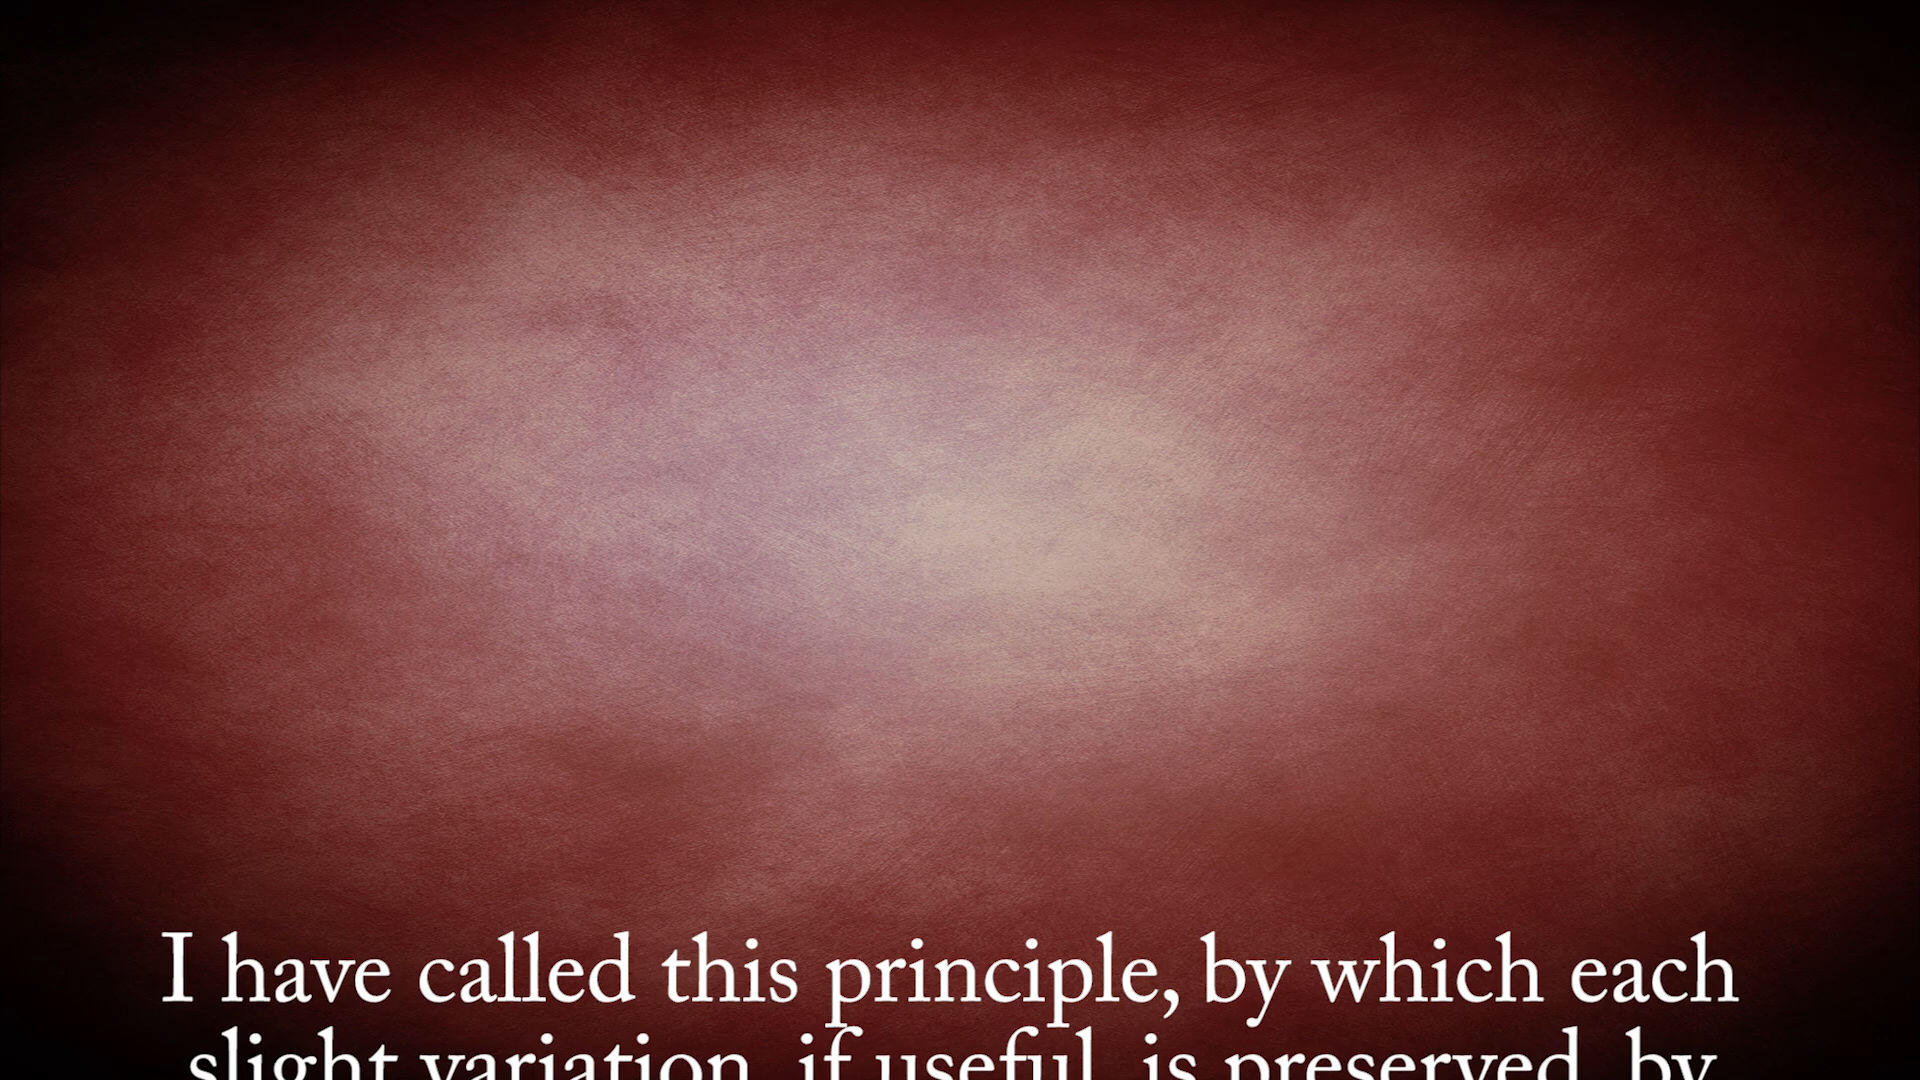 I have called this principle, by which each
slight variation, if useful, is preserved, by